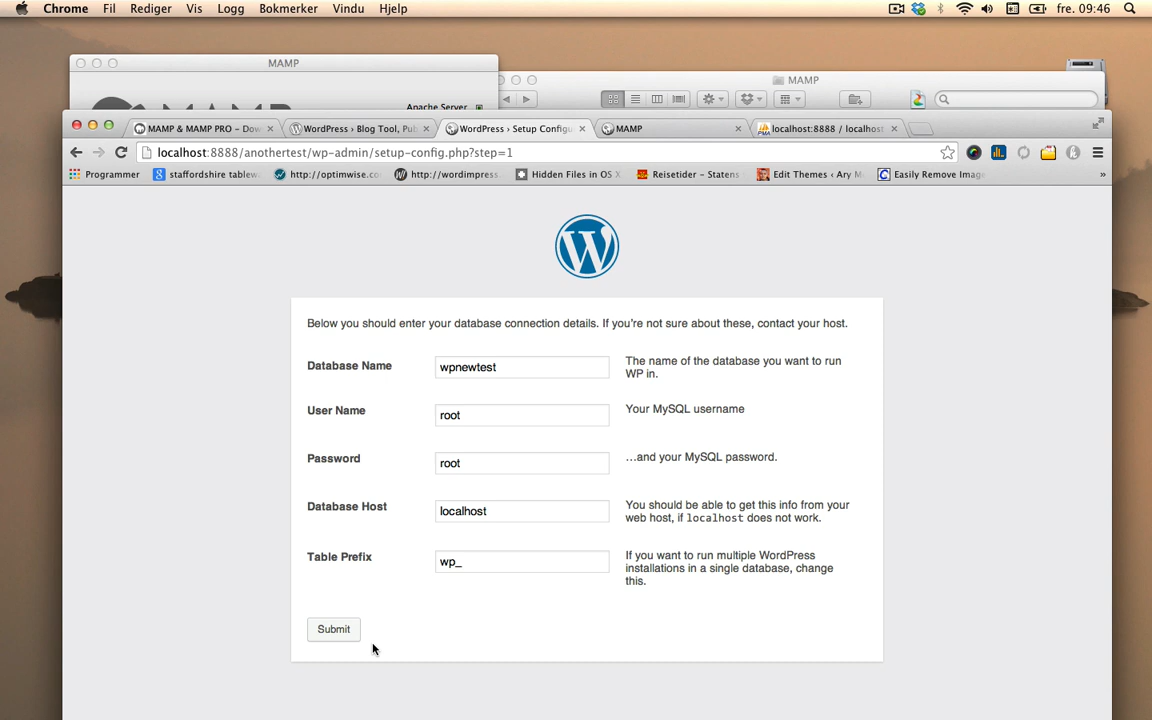 Chrome Fil Rediger Vis Logg Bokmerker Vindu Hjelp fre. 09:46
MAMP
MAMP
Apache Server
MAMP & MAMP PRO – Dow
WordPress › Blog Tool, Pub
WordPress › Setup Configu
MAMP
localhost:8888 / localhost
localhost:8888/anothertest/wp-admin/setup-config.php?step=1
Programmer staffordshire tablew http://optimwise.co http://wordimpress. Hidden Files in OS X Reisetider – Statens Edit Themes ‹ Ary M Easily Remove Imag »
Below you should enter your database connection details. If you're not sure about these, contact your host.
Database Name
wpnewtest
The name of the database you want to run
WP in.
User Name
root
Your MySQL username
Password
root
…and your MySQL password.
Database Host
localhost
You should be able to get this info from your
web host, if localhost does not work.
Table Prefix
wp_
If you want to run multiple WordPress
installations in a single database, change
this.
Submit